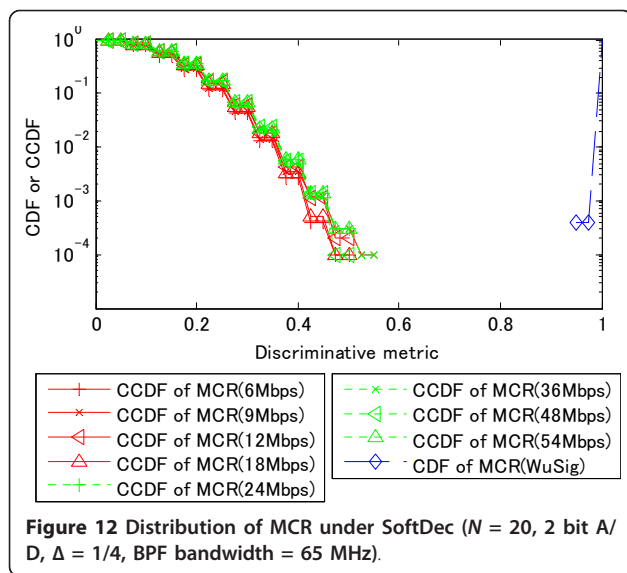 10^0
10^-1
10^-2
10^-3
10^-4
CDF or CCDF
0 0.2 0.4 0.6 0.8 1
Discriminative metric
CCDF of MCR(6Mbps)
CCDF of MCR(9Mbps)
CCDF of MCR(12Mbps)
CCDF of MCR(18Mbps)
CCDF of MCR(24Mbps)
CCDF of MCR(36Mbps)
CCDF of MCR(48Mbps)
CCDF of MCR(54Mbps)
CDF of MCR(WuSig)
Figure 12 Distribution of MCR under SoftDec (N = 20, 2 bit A/
D, Δ = 1/4, BPF bandwidth = 65 MHz).